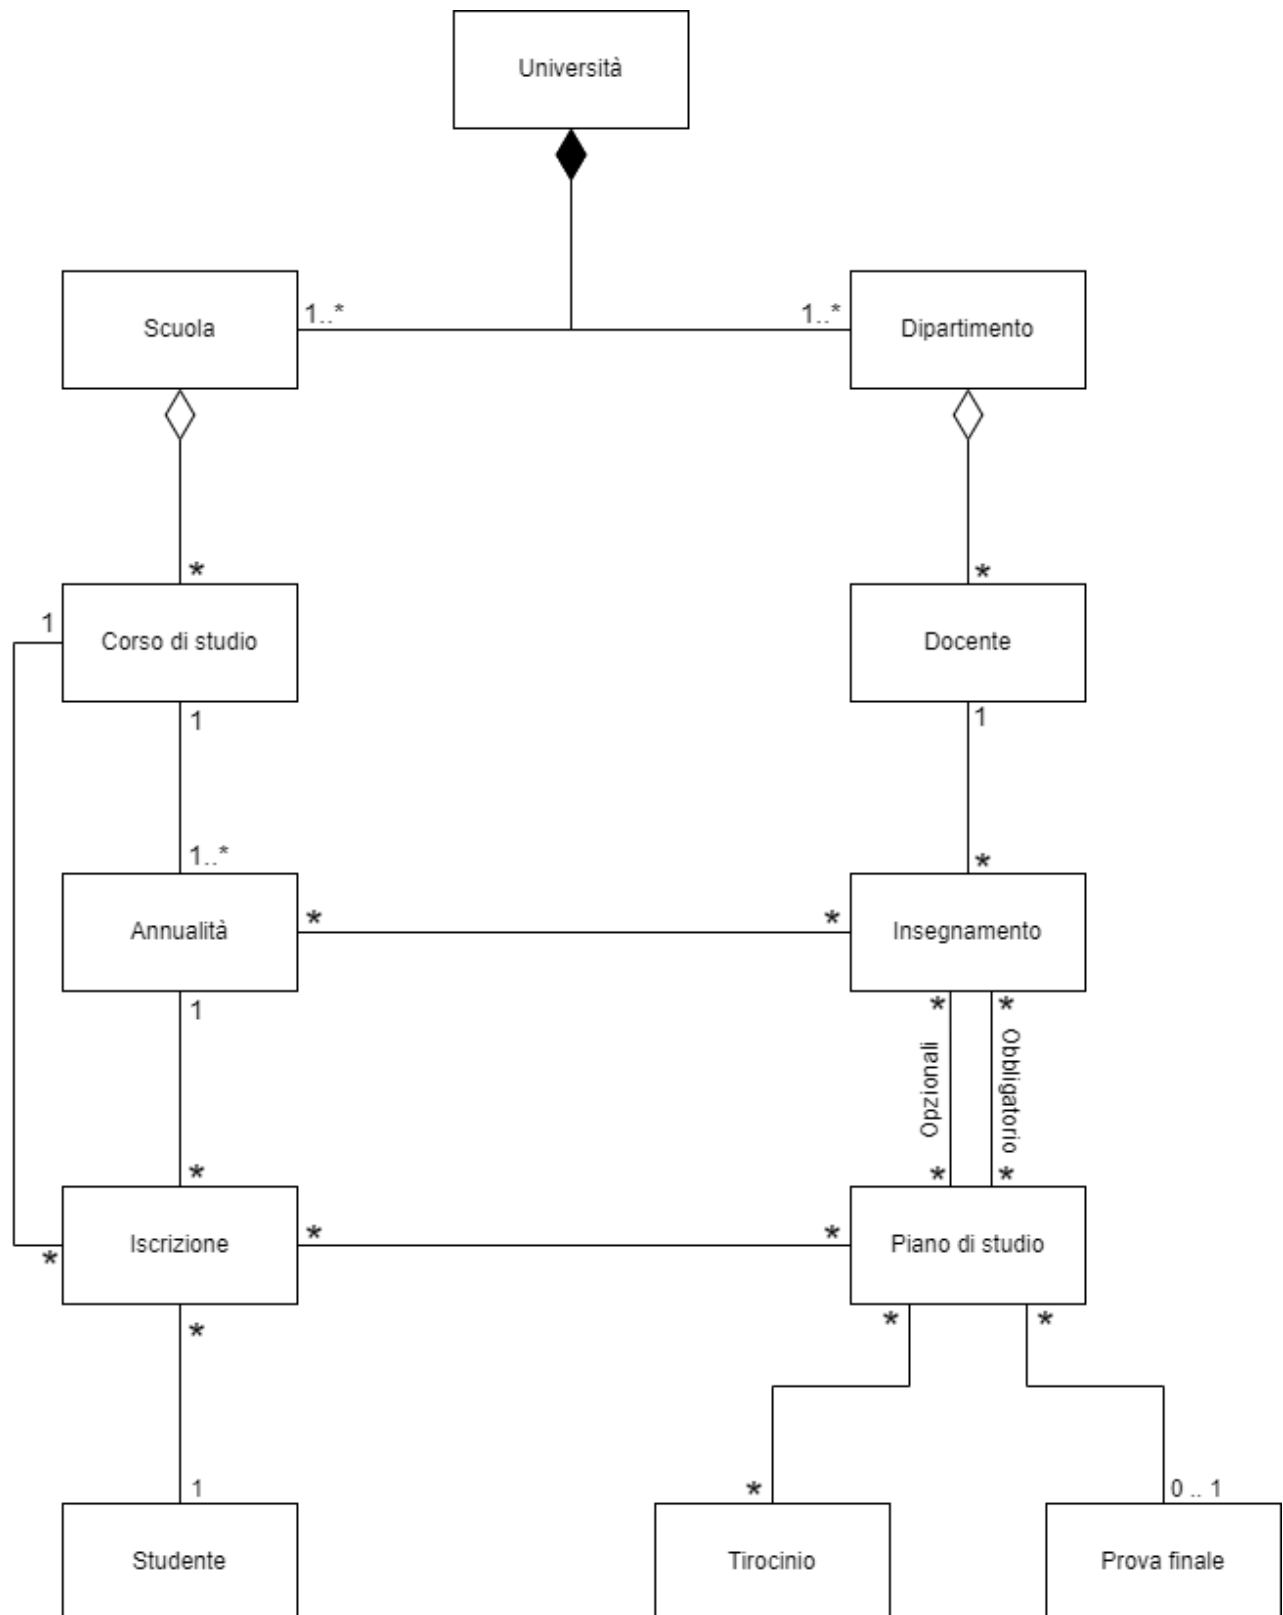 Università
Scuola
1..*
1..*
Dipartimento
*
*
1
Corso di studio
Docente
1
1
1..*
*
Annualità
*
*
Insegnamento
1
*
*
Opzionali
Obbligatorio
*
*
*
Iscrizione
*
*
Piano di studio
*
*
*
*
1
*
0 .. 1
Studente
Tirocinio
Prova finale